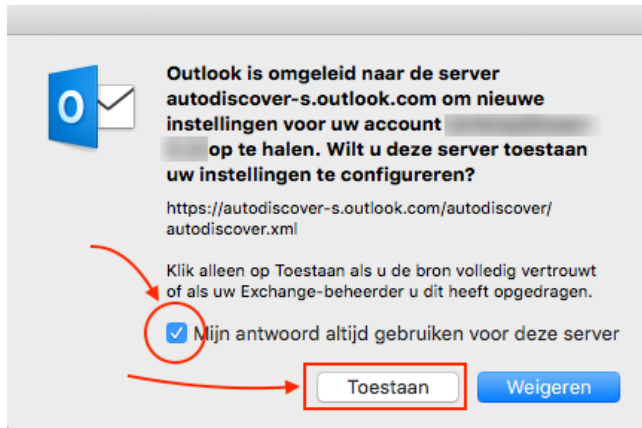 Outlook is omgeleid naar de server
autodiscover-s.outlook.com om nieuwe
instellingen voor uw account
op te halen. Wilt u deze server toestaan
uw instellingen te configureren?
https://autodiscover-s.outlook.com/autodiscover/
autodiscover.xml
Klik alleen op Toestaan als u de bron volledig vertrouwt
of als uw Exchange-beheerder u dit heeft opgedragen.
Mijn antwoord altijd gebruiken voor deze server
Toestaan
Weigeren